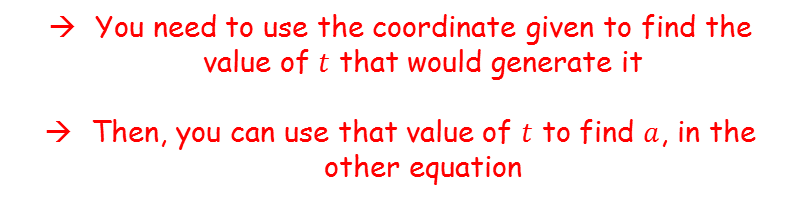 → You need to use the coordinate given to find the
value of t that would generate it
→ Then, you can use that value of t to find a, in the
other equation